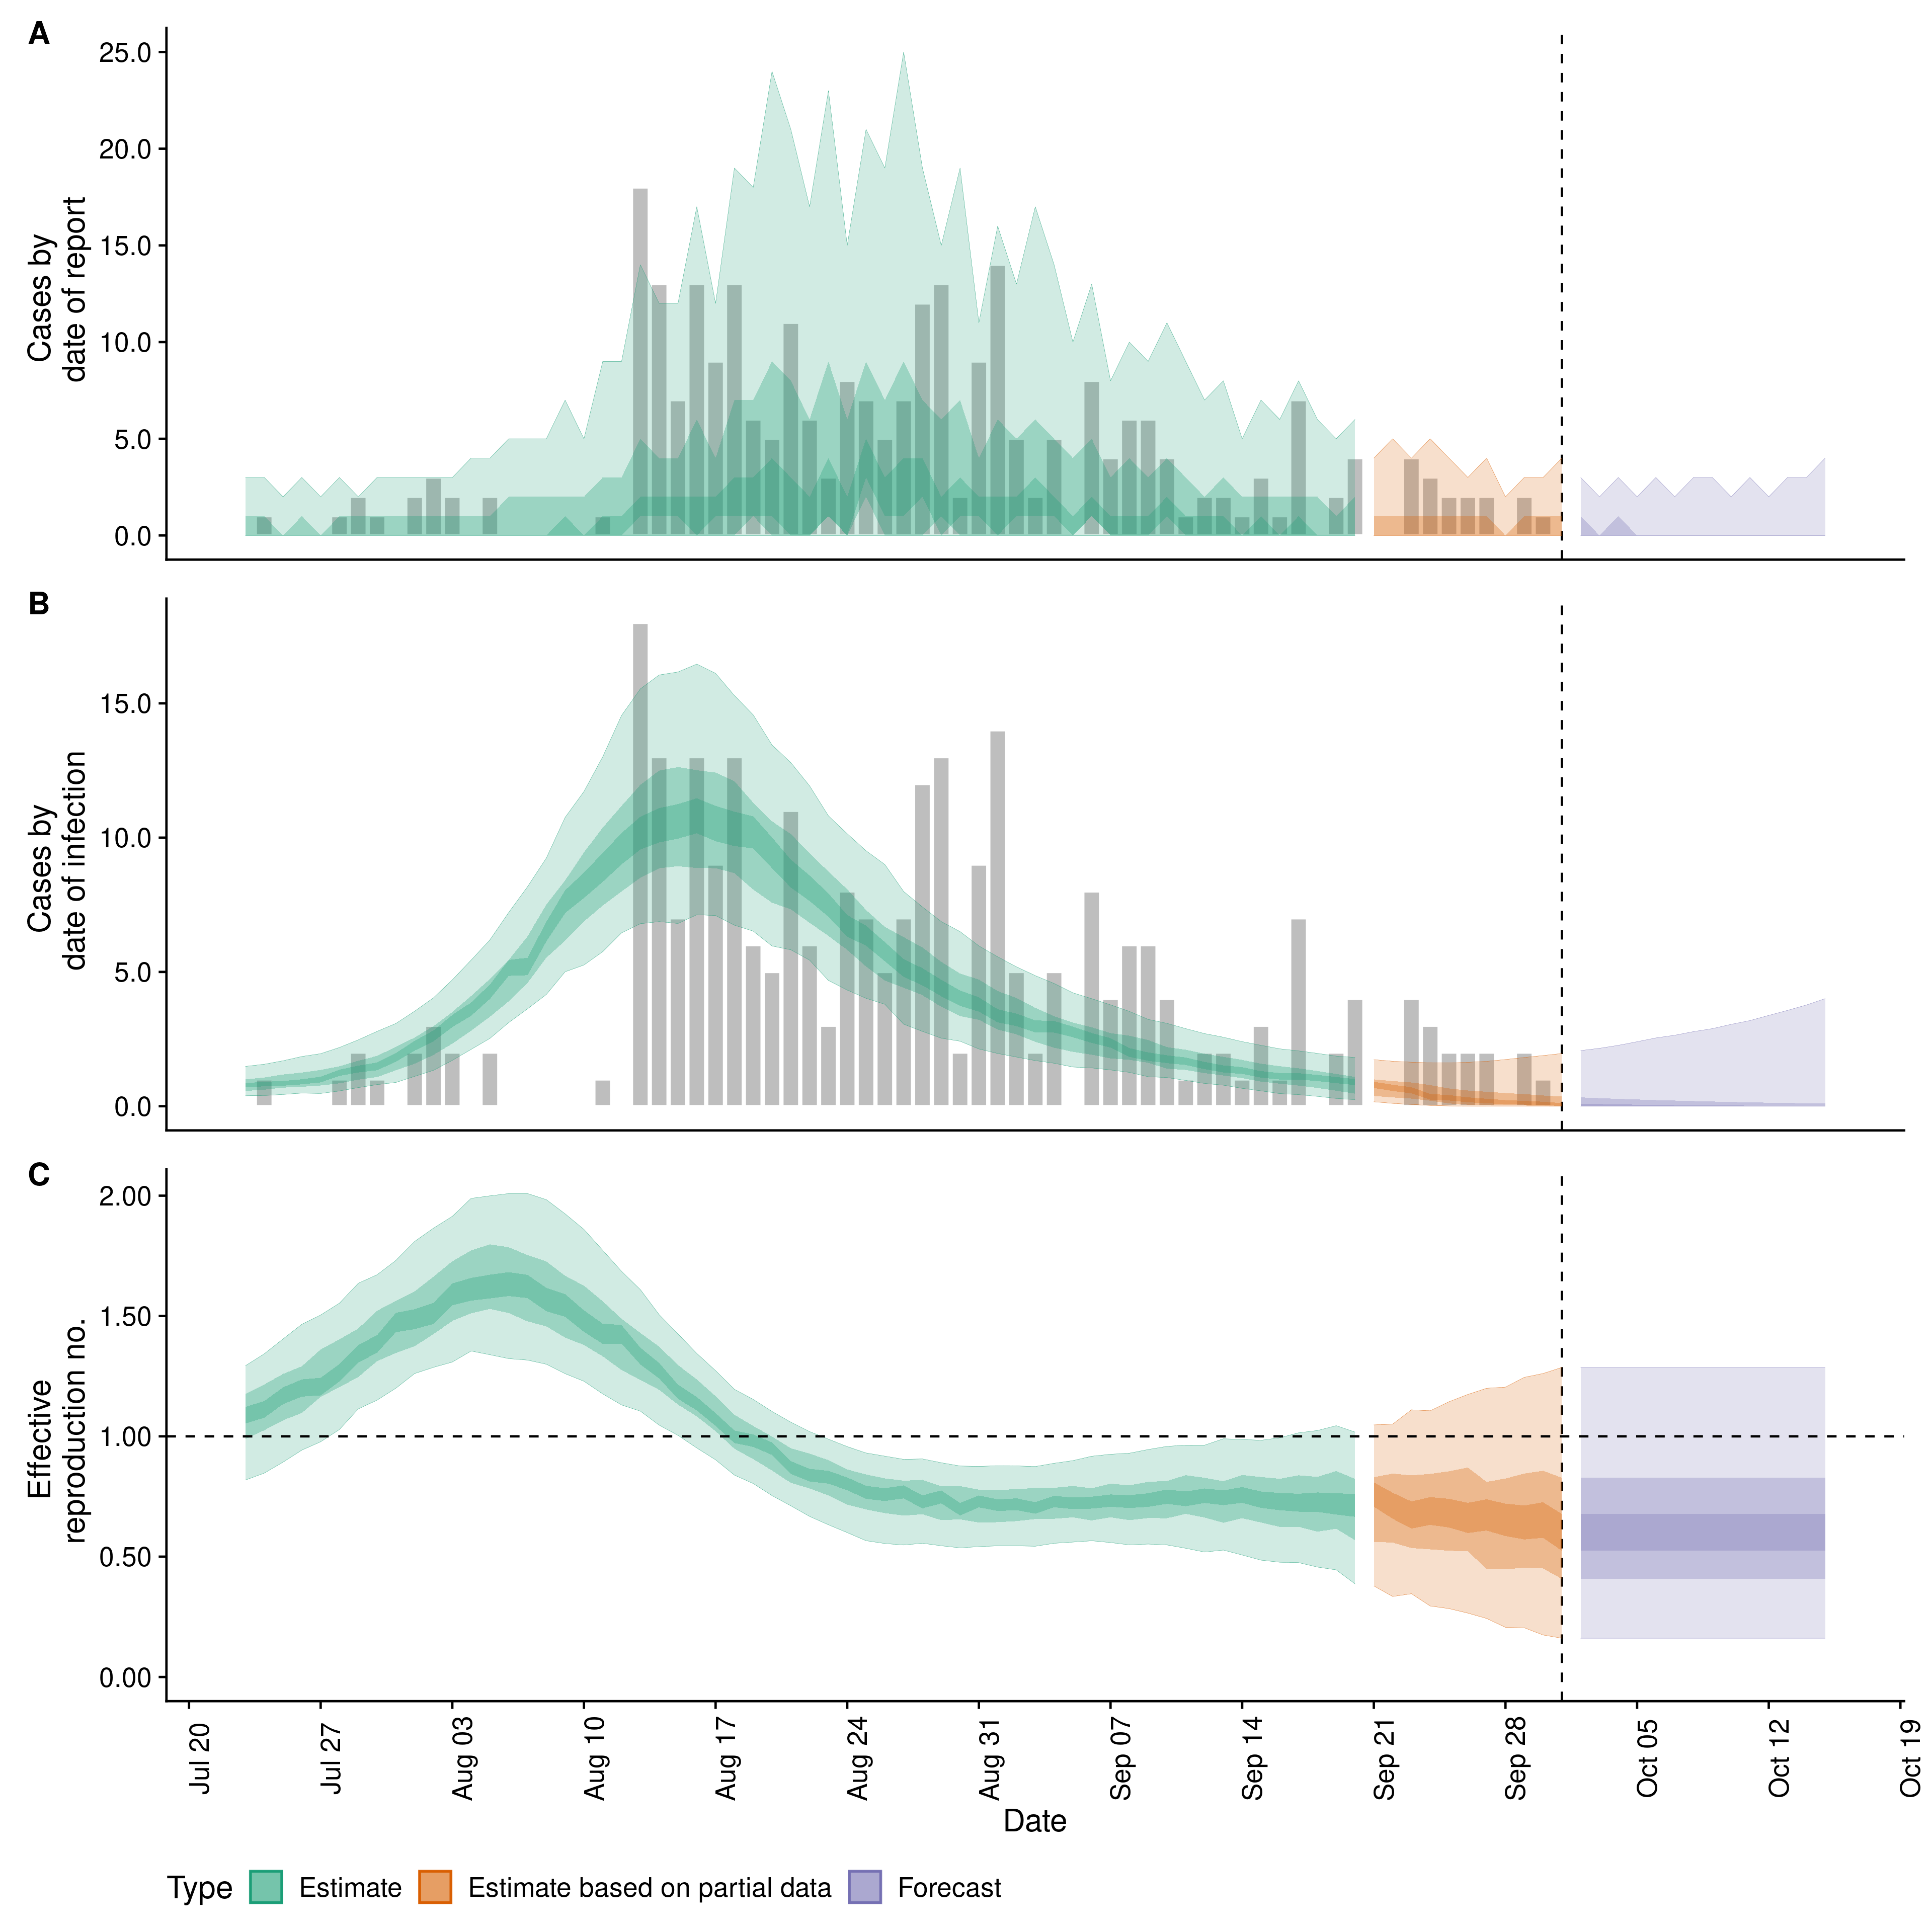 A
25.0
20.0
15.0
10.0
5.0
0.0
Cases by
date of report
B
15.0
10.0
5.0
0.0
Cases by
date of infection
C
2.00
1.50
1.00
0.50
0.00
Effective
reproduction no.
Jul 20
Jul 27
Aug 03
Aug 10
Aug 17
Aug 24
Aug 31
Sep 07
Sep 14
Sep 21
Sep 28
Oct 05
Oct 12
Oct 19
Date
Type Estimate Estimate based on partial data Forecast